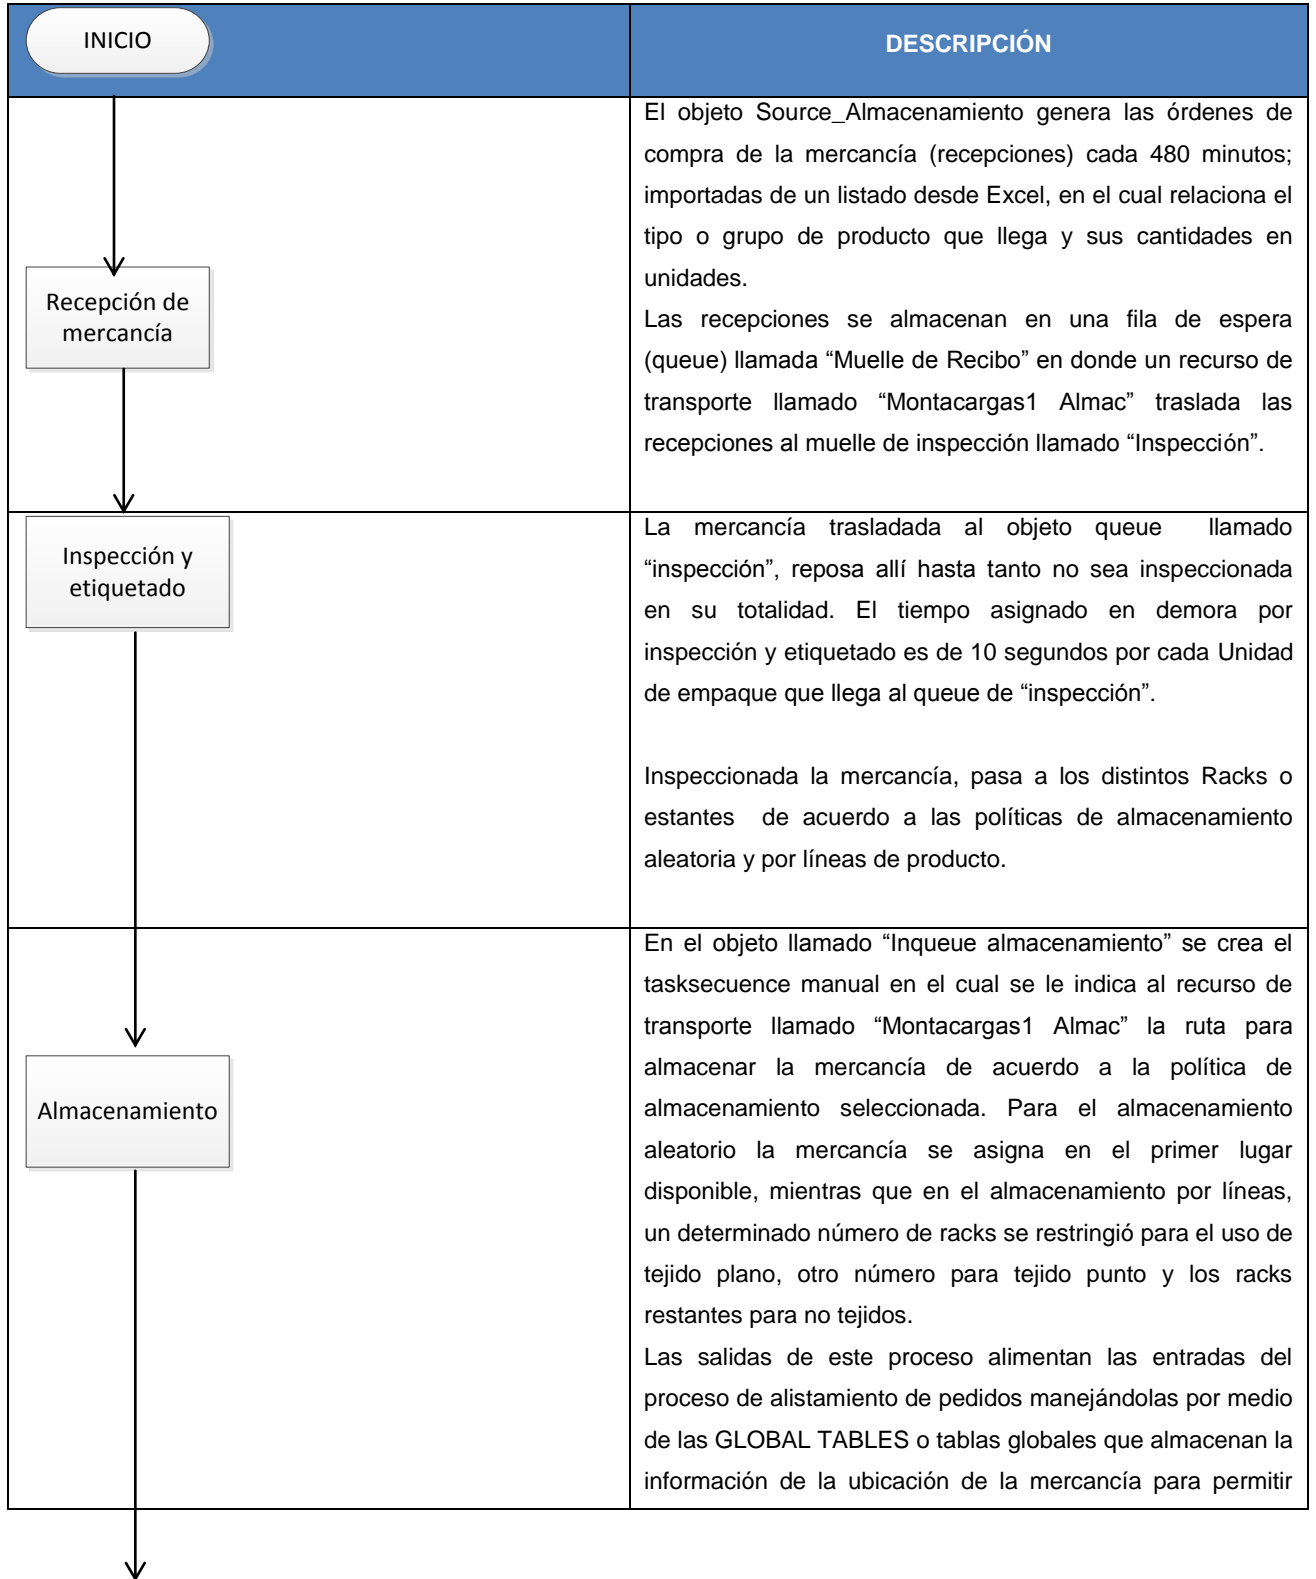 INICIO
DESCRIPCIÓN
El objeto Source_Almacenamiento genera las órdenes de
compra de la mercancía (recepciones) cada 480 minutos;
importadas de un listado desde Excel, en el cual relaciona el
tipo o grupo de producto que llega y sus cantidades en
unidades.
Las recepciones se almacenan en una fila de espera
(queue) llamada “Muelle de Recibo” en donde un recurso de
transporte llamado “Montacargas1 Almac” traslada las
recepciones al muelle de inspección llamado “Inspección”.
Recepción de
mercancía
Inspección y
etiquetado
La mercancía trasladada al objeto queue llamado
“inspección”, reposa allí hasta tanto no sea inspeccionada
en su totalidad. El tiempo asignado en demora por
inspección y etiquetado es de 10 segundos por cada Unidad
de empaque que llega al queue de “inspección”.
Inspeccionada la mercancía, pasa a los distintos Racks o
estantes de acuerdo a las políticas de almacenamiento
aleatoria y por líneas de producto.
Almacenamiento
En el objeto llamado “Inqueue almacenamiento” se crea el
tasksecuence manual en el cual se le indica al recurso de
transporte llamado “Montacargas1 Almac” la ruta para
almacenar la mercancía de acuerdo a la política de
almacenamiento seleccionada. Para el almacenamiento
aleatorio la mercancía se asigna en el primer lugar
disponible, mientras que en el almacenamiento por líneas,
un determinado número de racks se restringió para el uso de
tejido plano, otro número para tejido punto y los racks
restantes para no tejidos.
Las salidas de este proceso alimentan las entradas del
proceso de alistamiento de pedidos manejándolas por medio
de las GLOBAL TABLES o tablas globales que almacenan la
información de la ubicación de la mercancía para permitir